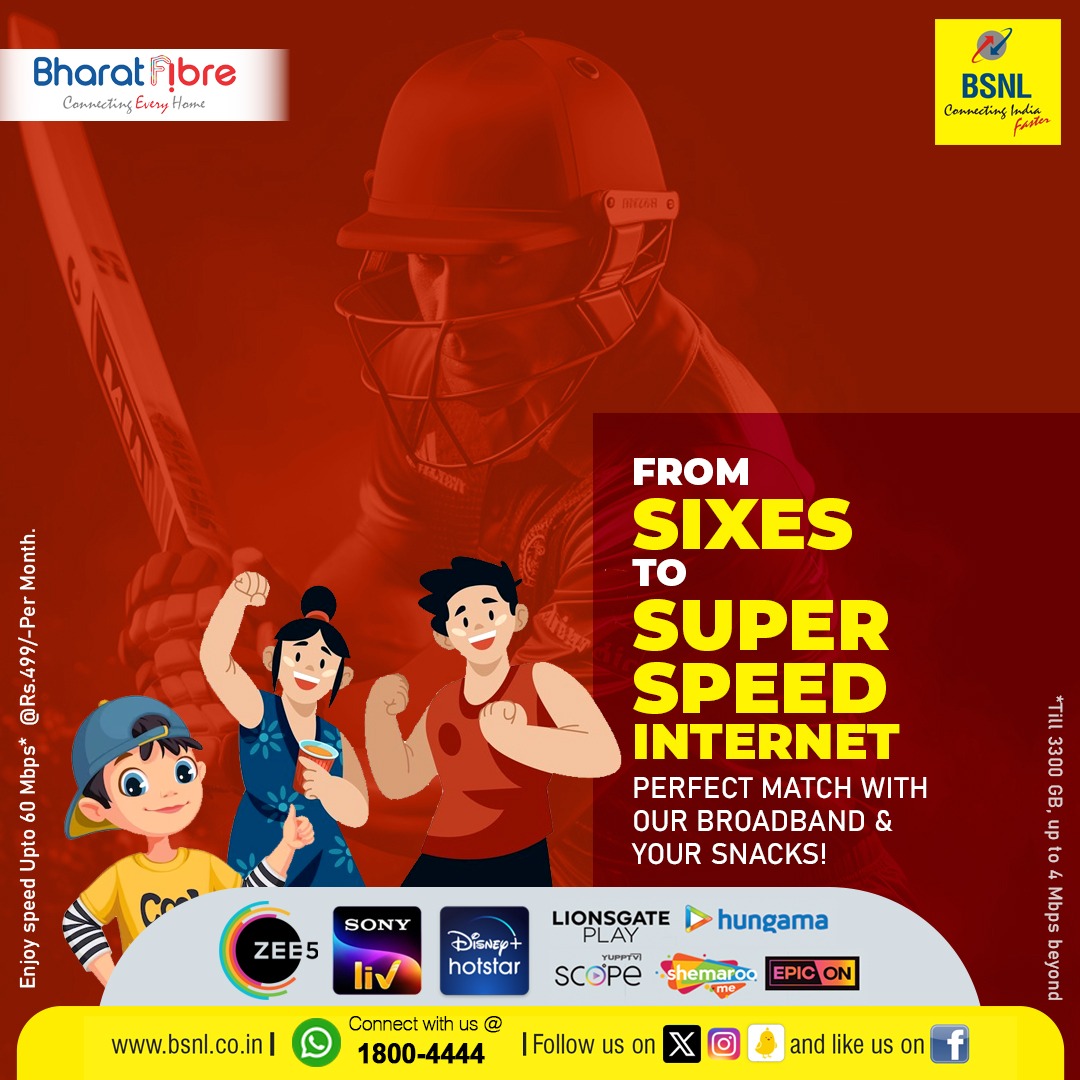 Bharat Fibre
Connecting Every Home
BSNL
Connecting India
Faster
FROM
SIXES
TO
SUPER
SPEED
INTERNET
PERFECT MATCH WITH
OUR BROADBAND &
YOUR SNACKS!
Enjoy speed Upto 60 Mbps* @Rs.499/-Per Month.
*Till 3300 GB, up to 4 Mbps beyond
Cool
ZEE5
SONY
liv
Disney+
hotstar
LIONSGATE
PLAY
hungama
YUPPTV
SCOPE
shemaroo
me
EPIC ON
www.bsnl.co.in
Connect with us @
1800-4444
Follow us on
and like us on